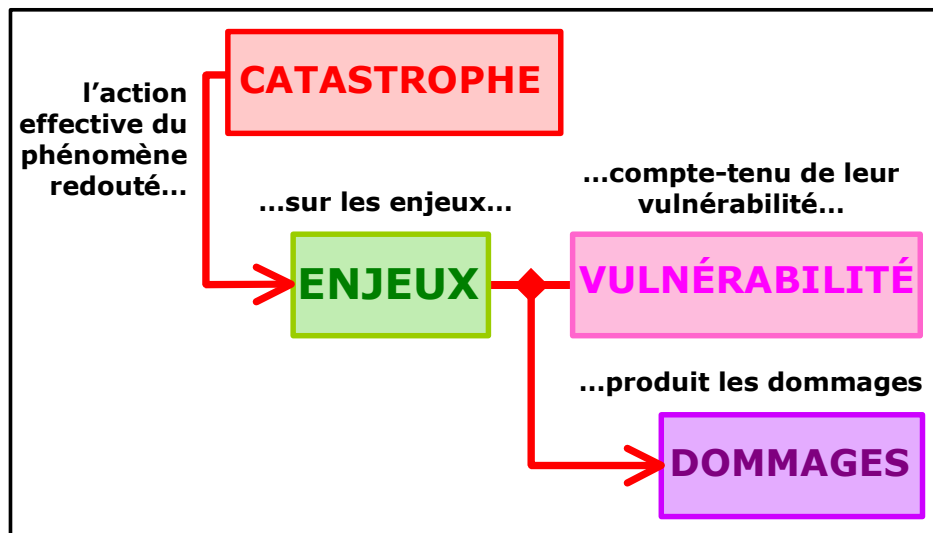 CATASTROPHE
l'action
effective du
phénomène
redouté...
...sur les enjeux...
ENJEUX
...compte-tenu de leur
vulnérabilité...
VULNÉRABILITÉ
...produit les dommages
DOMMAGES